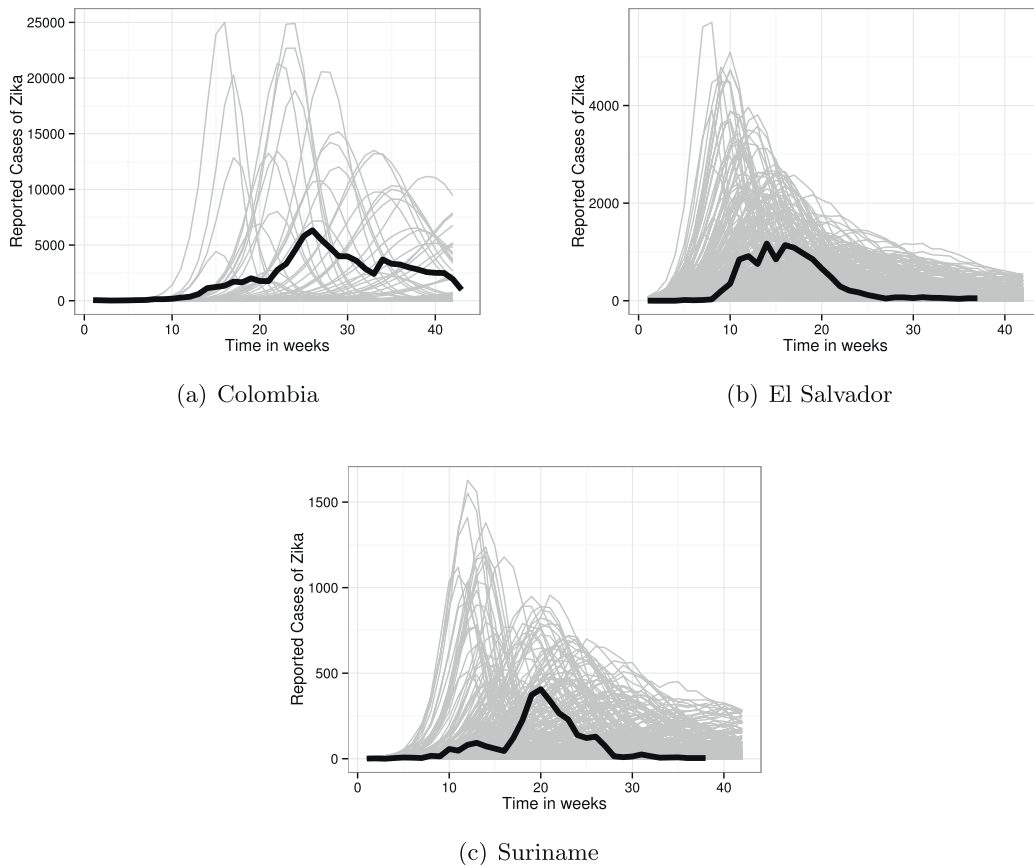 25000
20000
15000
10000
5000
0
Reported Cases of Zika
0 10 20 30 40
Time in weeks
(a) Colombia
4000
2000
0
Reported Cases of Zika
0 10 20 30 40
Time in weeks
(b) El Salvador
1500
1000
500
0
Reported Cases of Zika
0 10 20 30 40
Time in weeks
(c) Suriname